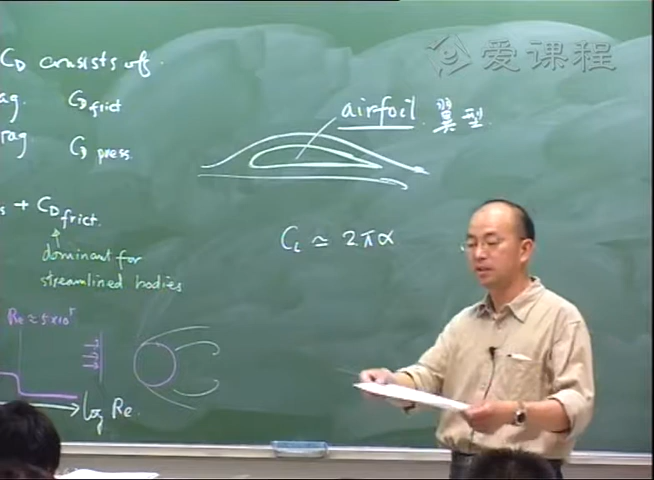 爱课程
CD consists of
ag. CD frict
rag CD press.
s + CD frict.
dominant for
streamlined bodies
airfoil 翼型.
CL ≃ 2πα
Re ≈ 5×10⁵
log Re.